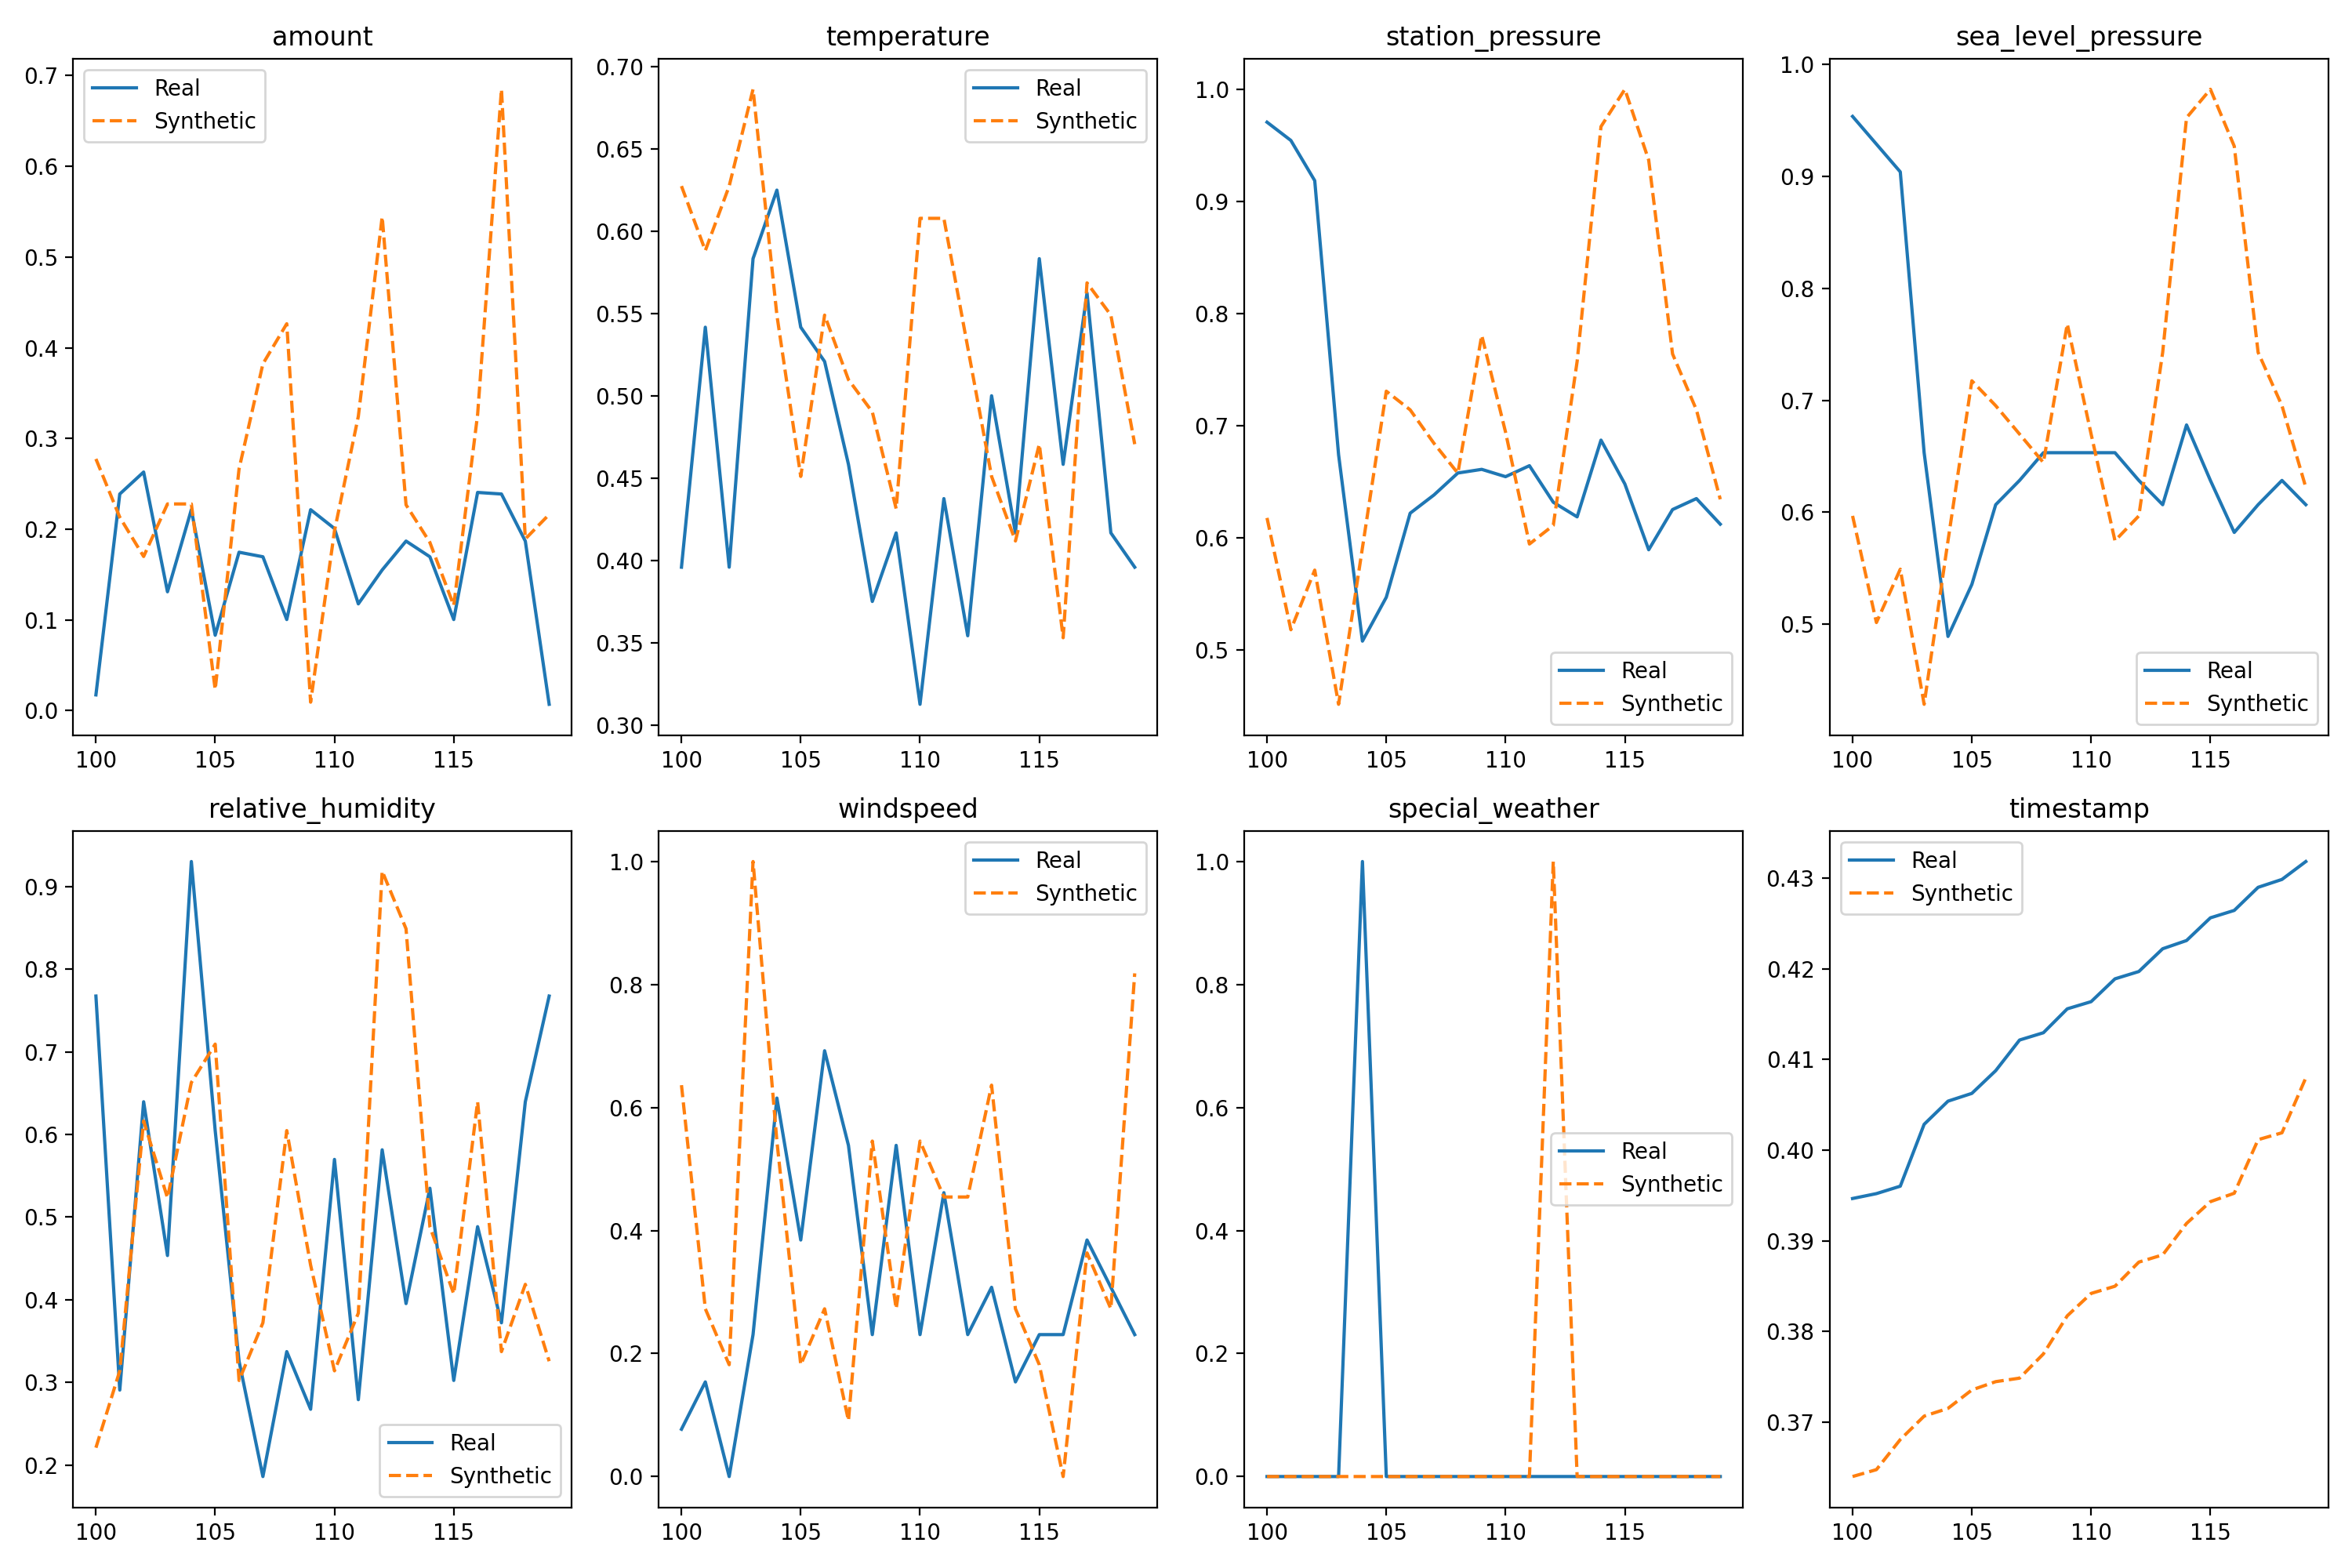 amount
0.7
0.6
0.5
0.4
0.3
0.2
0.1
0.0
100 105 110 115
Real
Synthetic
temperature
0.70
0.65
0.60
0.55
0.50
0.45
0.40
0.35
0.30
100 105 110 115
Real
Synthetic
station_pressure
1.0
0.9
0.8
0.7
0.6
0.5
100 105 110 115
Real
Synthetic
sea_level_pressure
1.0
0.9
0.8
0.7
0.6
0.5
100 105 110 115
Real
Synthetic
relative_humidity
0.9
0.8
0.7
0.6
0.5
0.4
0.3
0.2
100 105 110 115
Real
Synthetic
windspeed
1.0
0.8
0.6
0.4
0.2
0.0
100 105 110 115
Real
Synthetic
special_weather
1.0
0.8
0.6
0.4
0.2
0.0
100 105 110 115
Real
Synthetic
timestamp
0.43
0.42
0.41
0.40
0.39
0.38
0.37
100 105 110 115
Real
Synthetic